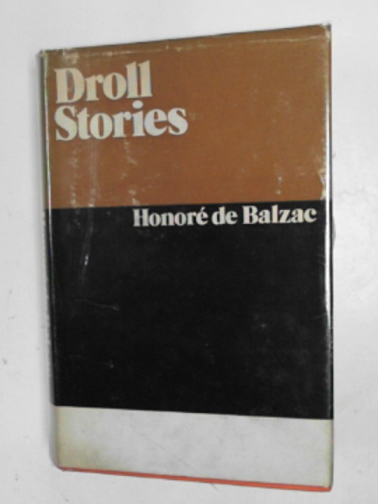 Droll
Stories
Honoré de Balzac